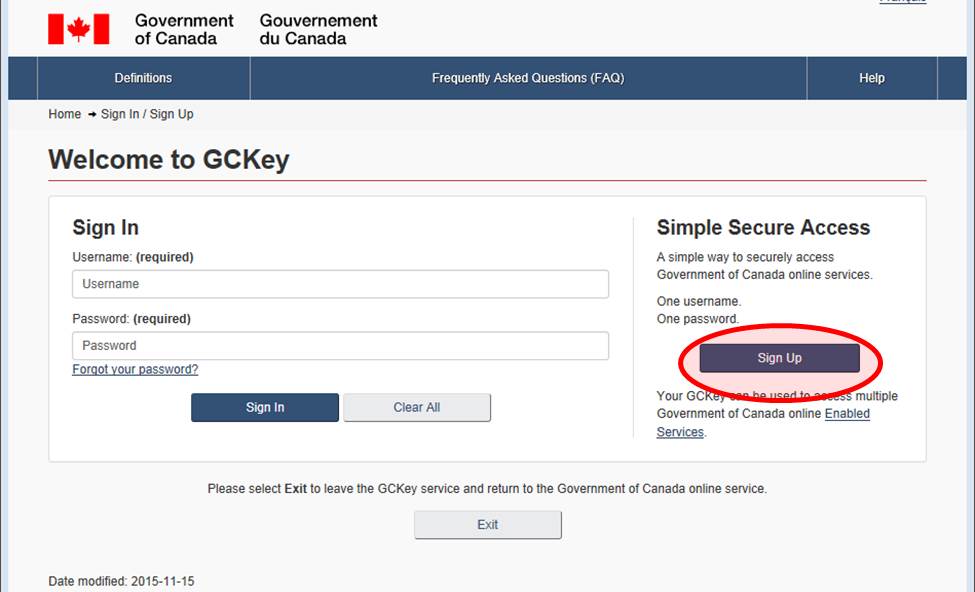 Français
Government Gouvernement
of Canada du Canada
Definitions Frequently Asked Questions (FAQ) Help
Home ➔ Sign In / Sign Up
Welcome to GCKey
Sign In
Username: (required)
Username
Password: (required)
Password
Forgot your password?
Sign In Clear All
Simple Secure Access
A simple way to securely access
Government of Canada online services.
One username.
One password.
Sign Up
Your GCKey can be used to access multiple
Government of Canada online Enabled
Services.
Please select Exit to leave the GCKey service and return to the Government of Canada online service.
Exit
Date modified: 2015-11-15